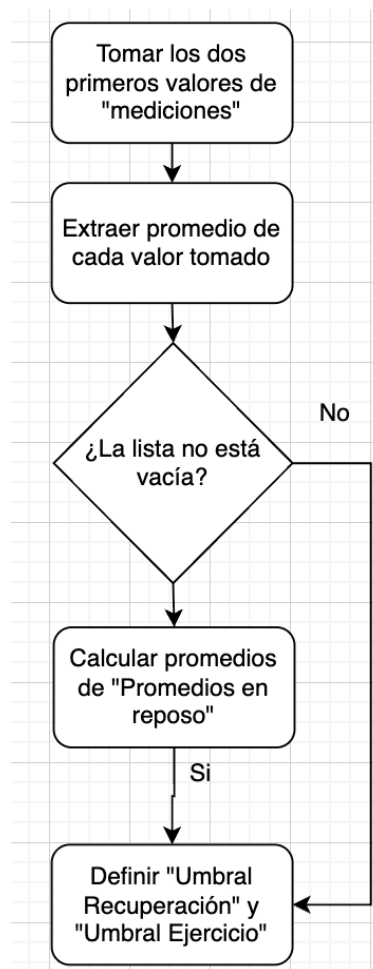 Tomar los dos
primeros valores de
"mediciones"
Extraer promedio de
cada valor tomado
No
¿La lista no está
vacía?
Calcular promedios
de "Promedios en
reposo"
Si
Definir "Umbral
Recuperación" y
"Umbral Ejercicio"